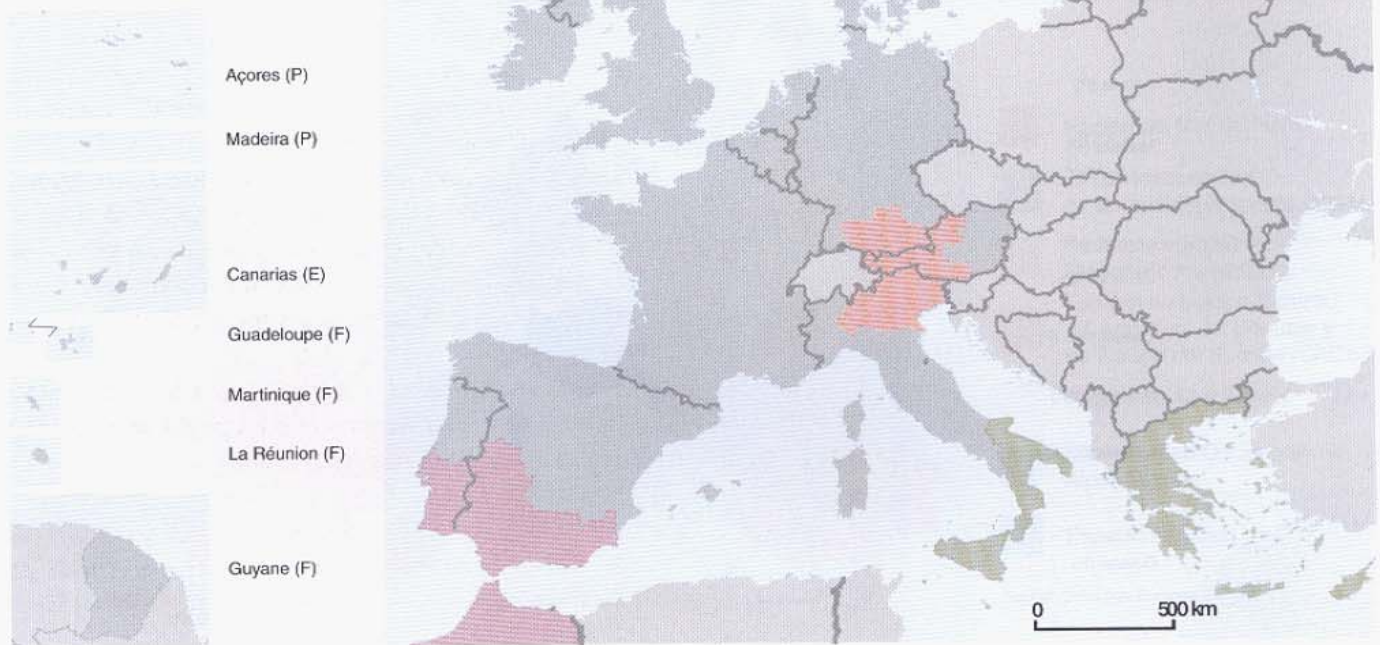 Açores (P)
Madeira (P)
Canarias (E)
Guadeloupe (F)
Martinique (F)
La Réunion (F)
Guyane (F)
0 500 km